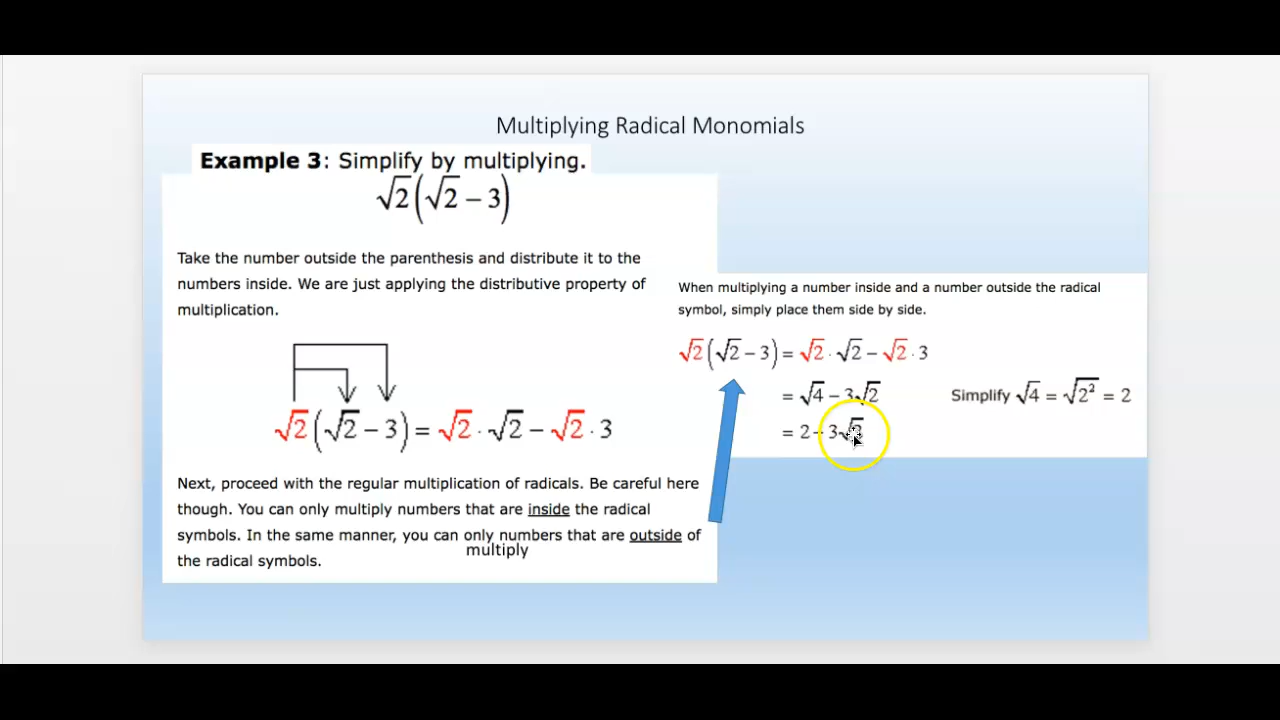 Multiplying Radical Monomials
Example 3: Simplify by multiplying.
√2(√2 – 3)
Take the number outside the parenthesis and distribute it to the
numbers inside. We are just applying the distributive property of
multiplication.
√2(√2 – 3) = √2 · √2 – √2 · 3
Next, proceed with the regular multiplication of radicals. Be careful here
though. You can only multiply numbers that are inside the radical
symbols. In the same manner, you can only numbers that are outside of
multiply
the radical symbols.
When multiplying a number inside and a number outside the radical
symbol, simply place them side by side.
√2(√2 – 3) = √2 · √2 – √2 · 3
= √4 – 3√2 Simplify √4 = √2² = 2
= 2 – 3√2